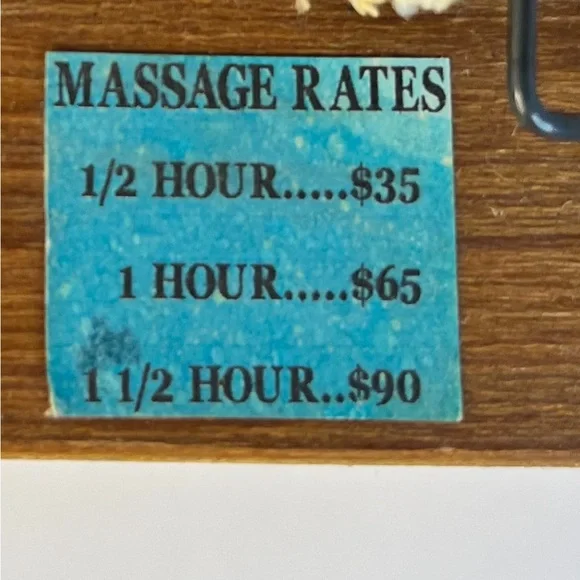 MASSAGE RATES
1/2 HOUR.....$35
1 HOUR.....$65
1 1/2 HOUR..$90